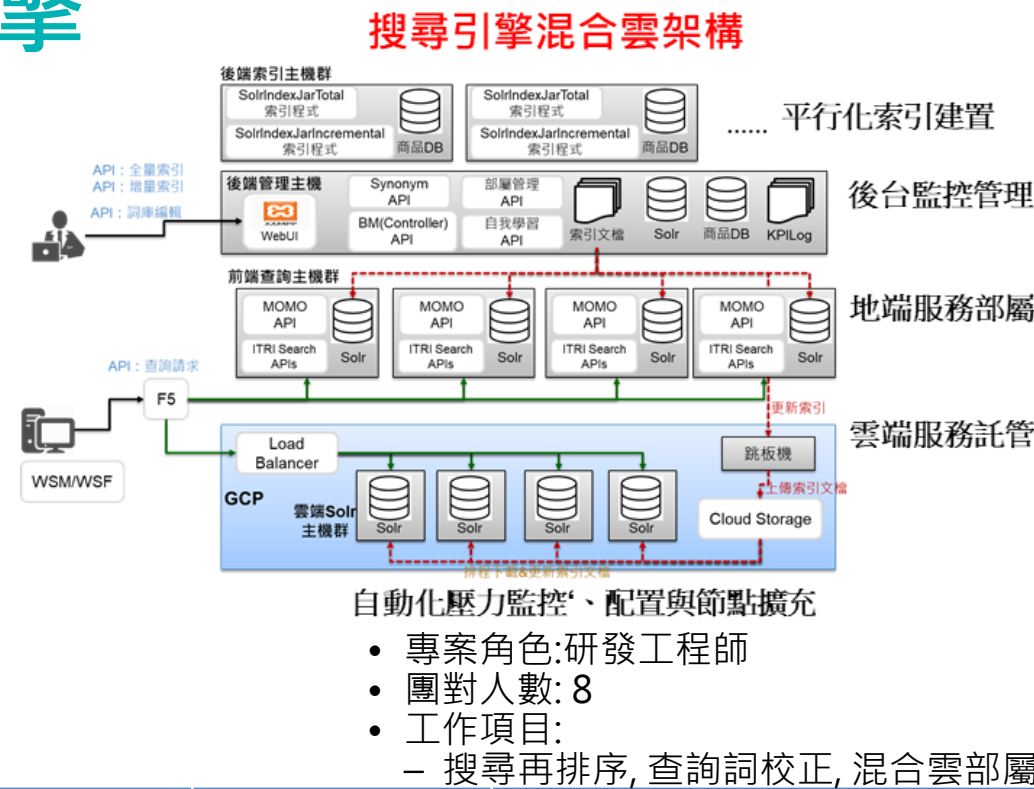 擎
搜尋引擎混合雲架構
後端索引主機群
SolrIndexJarTotal
索引程式
SolrIndexJarIncremental
索引程式
商品DB
SolrIndexJarTotal
索引程式
SolrIndexJarIncremental
索引程式
商品DB
...... 平行化索引建置
API：全量索引
API：增量索引
API：詞庫編輯
後端管理主機
WebUI
Synonym
API
BM(Controller)
API
部屬管理
API
自我學習
API
索引文檔
Solr
商品DB
KPILog
後台監控管理
前端查詢主機群
MOMO
API
ITRI Search
APIs
Solr
MOMO
API
ITRI Search
APIs
Solr
MOMO
API
ITRI Search
APIs
Solr
MOMO
API
ITRI Search
APIs
Solr
地端服務部屬
API：查詢請求
F5
WSM/WSF
更新索引
雲端服務託管
Load
Balancer
GCP
雲端Solr
主機群
Solr
Solr
Solr
Solr
跳板機
上傳索引文檔
Cloud Storage
排程下載&更新索引文檔
自動化壓力監控‘、配置與節點擴充
• 專案角色:研發工程師
• 團對人數: 8
• 工作項目:
– 搜尋再排序, 查詢詞校正, 混合雲部屬